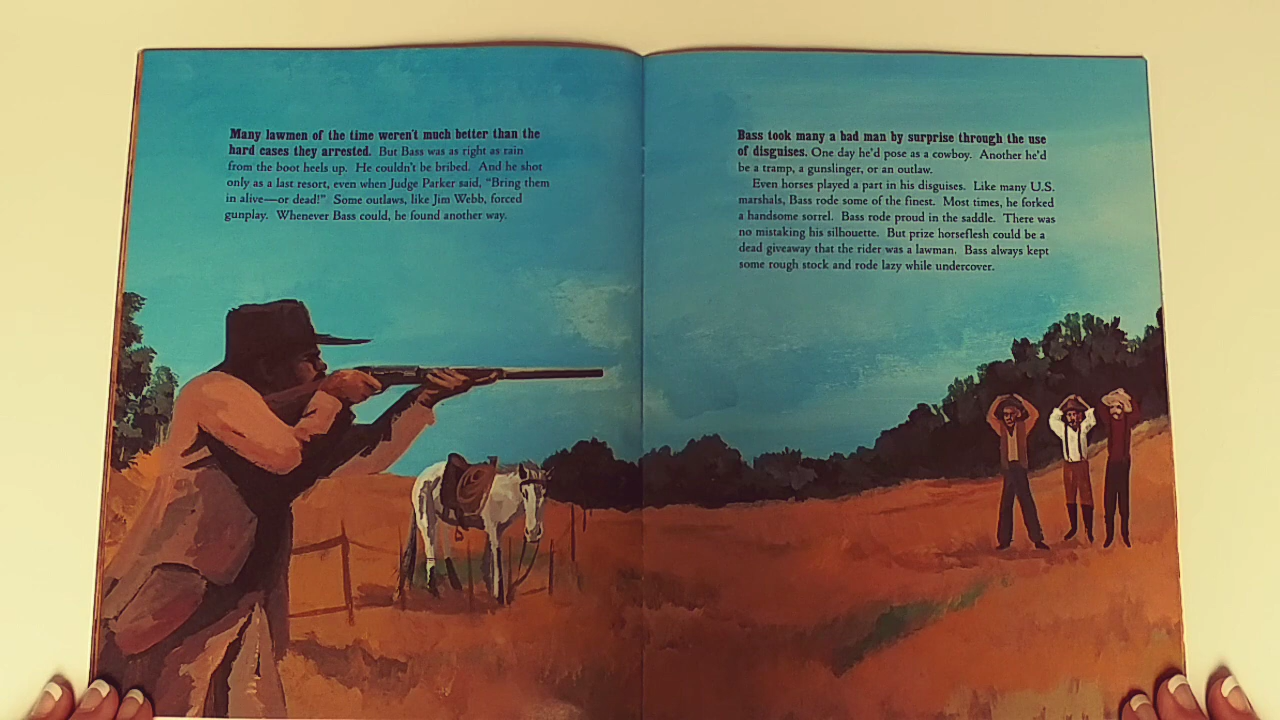 Many lawmen of the time weren't much better than the
hard cases they arrested. But Bass was as right as rain
from the boot heels up. He couldn't be bribed. And he shot
only as a last resort, even when Judge Parker said, "Bring them
in alive—or dead!" Some outlaws, like Jim Webb, forced
gunplay. Whenever Bass could, he found another way.
Bass took many a bad man by surprise through the use
of disguises. One day he'd pose as a cowboy. Another he'd
be a tramp, a gunslinger, or an outlaw.
Even horses played a part in his disguises. Like many U.S.
marshals, Bass rode some of the finest. Most times, he forked
a handsome sorrel. Bass rode proud in the saddle. There was
no mistaking his silhouette. But prize horseflesh could be a
dead giveaway that the rider was a lawman. Bass always kept
some rough stock and rode lazy while undercover.